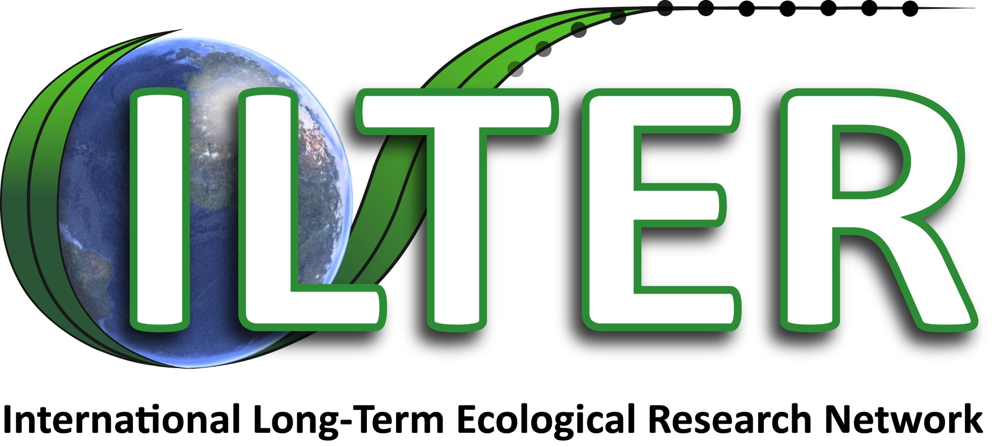 ILTER
International Long-Term Ecological Research Network